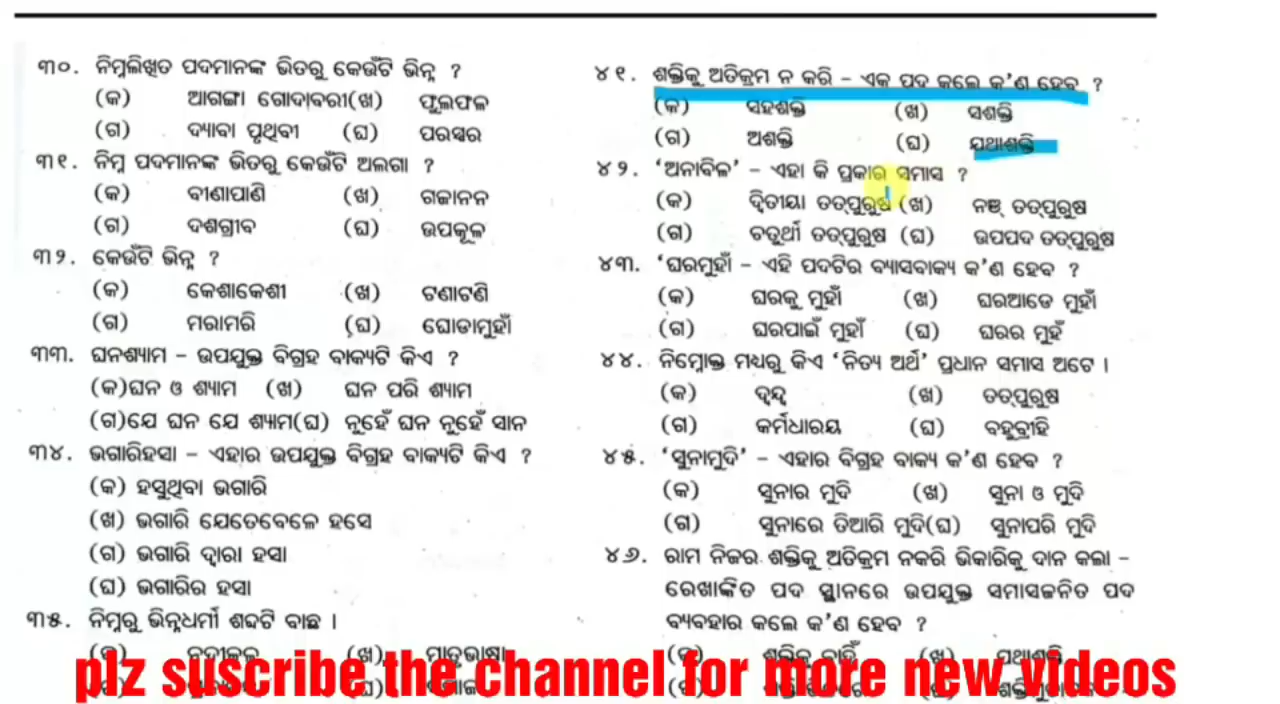 ୩୦. ନିମ୍ନଲିଖିତ ପଦମାନଙ୍କ ଭିତରୁ କେଉଁଟି ଭିନ୍ନ ?
(କ) ଆଗଙ୍ଗା ଗୋଦାବରୀ(ଖ) ଫୁଲଫଳ
(ଗ) ଦ୍ୟାବା ପୃଥିବୀ (ଘ) ପରସ୍ପର
୩୧. ନିମ୍ନ ପଦମାନଙ୍କ ଭିତରୁ କେଉଁଟି ଅଲଗା ?
(କ) ବୀଣାପାଣି (ଖ) ଗଜାନନ
(ଗ) ଦଶଗ୍ରୀବ (ଘ) ଉପକୂଳ
୩୨. କେଉଁଟି ଭିନ୍ନ ?
(କ) କେଶାକେଶୀ (ଖ) ଟଣାଟଣି
(ଗ) ମରାମରି (ଘ) ଘୋଡାମୁହାଁ
୩୩. ଘନଶ୍ୟାମ – ଉପଯୁକ୍ତ ବିଗ୍ରହ ବାକ୍ୟଟି କିଏ ?
(କ)ଘନ ଓ ଶ୍ୟାମ (ଖ) ଘନ ପରି ଶ୍ୟାମ
(ଗ)ଯେ ଘନ ଯେ ଶ୍ୟାମ(ଘ) ନୁହେଁ ଘନ ନୁହେଁ ସାନ
୩୪. ଭଗାରିହସା – ଏହାର ଉପଯୁକ୍ତ ବିଗ୍ରହ ବାକ୍ୟଟି କିଏ ?
(କ) ହସୁଥିବା ଭଗାରି
(ଖ) ଭଗାରି ଯେତେବେଳେ ହସେ
(ଗ) ଭଗାରି ଦ୍ୱାରା ହସା
(ଘ) ଭଗାରିର ହସା
୩୫. ନିମ୍ନରୁ ଭିନ୍ନଧର୍ମୀ ଶବ୍ଦଟି ବାଛ ।
(କ) ନଦୀକୂଳ (ଖ) ମାତୃଭାଷା
୪୧. ଶକ୍ତିକୁ ଅତିକ୍ରମ ନ କରି – ଏକ ପଦ କଲେ କ'ଣ ହେବ ?
(କ) ସହଶକ୍ତି (ଖ) ସଶକ୍ତି
(ଗ) ଅଶକ୍ତି (ଘ) ଯଥାଶକ୍ତି
୪୨. 'ଅନାବିଳ' – ଏହା କି ପ୍ରକାର ସମାସ ?
(କ) ଦ୍ୱିତୀୟା ତତ୍‌ପୁରୁଷ (ଖ) ନଞ୍ ତତ୍‌ପୁରୁଷ
(ଗ) ଚତୁର୍ଥୀ ତତ୍‌ପୁରୁଷ (ଘ) ଉପପଦ ତତ୍‌ପୁରୁଷ
୪୩. 'ଘରମୁହାଁ – ଏହି ପଦଟିର ବ୍ୟାସବାକ୍ୟ କ'ଣ ହେବ ?
(କ) ଘରକୁ ମୁହାଁ (ଖ) ଘରଆଡେ ମୁହାଁ
(ଗ) ଘରପାଇଁ ମୁହାଁ (ଘ) ଘରର ମୁହଁ
୪୪. ନିମ୍ନୋକ୍ତ ମଧ୍ୟରୁ କିଏ 'ନିତ୍ୟ ଅର୍ଥ' ପ୍ରଧାନ ସମାସ ଅଟେ ।
(କ) ଦ୍ୱନ୍ଦ୍ୱ (ଖ) ତତ୍‌ପୁରୁଷ
(ଗ) କର୍ମଧାରୟ (ଘ) ବହୁବ୍ରୀହି
୪୫. 'ସୁନାମୁଦି' – ଏହାର ବିଗ୍ରହ ବାକ୍ୟ କ'ଣ ହେବ ?
(କ) ସୁନାର ମୁଦି (ଖ) ସୁନା ଓ ମୁଦି
(ଗ) ସୁନାରେ ତିଆରି ମୁଦି(ଘ) ସୁନାପରି ମୁଦି
୪୬. ରାମ ନିଜର ଶକ୍ତିକୁ ଅତିକ୍ରମ ନକରି ଭିକାରିକୁ ଦାନ କଲା –
ରେଖାଙ୍କିତ ପଦ ସ୍ଥାନରେ ଉପଯୁକ୍ତ ସମାସଜନିତ ପଦ
ବ୍ୟବହାର କଲେ କ'ଣ ହେବ ?
(କ) ଶକ୍ତିକୁ ଚାହିଁ (ଖ) ଯଥାଶକ୍ତି
plz suscribe the channel for more new videos